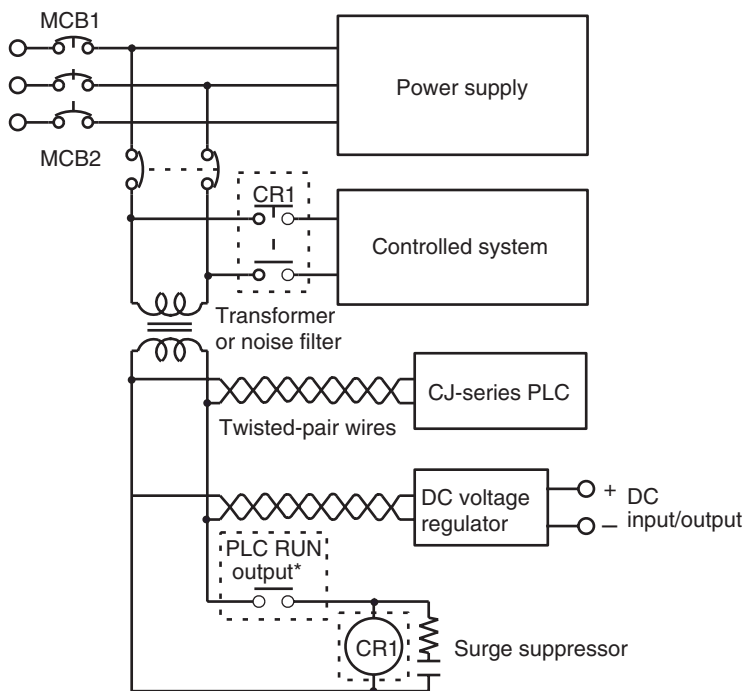 MCB1
Power supply
MCB2
CR1
Controlled system
Transformer
or noise filter
CJ-series PLC
Twisted-pair wires
DC voltage
regulator
+
–
DC
input/output
PLC RUN
output*
CR1
Surge suppressor